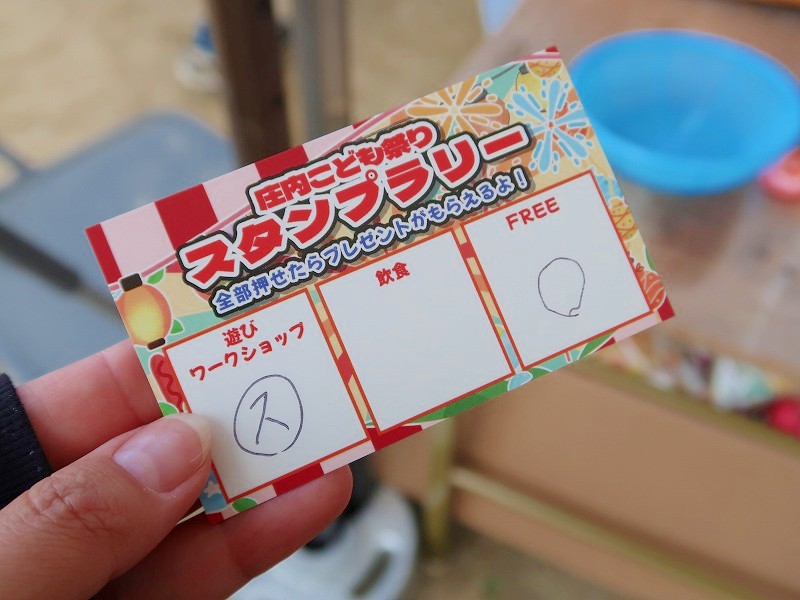 庄内こども祭り
スタンプラリー
全部押せたらプレゼントがもらえるよ!
遊び
ワークショップ
ス
飲食
FREE